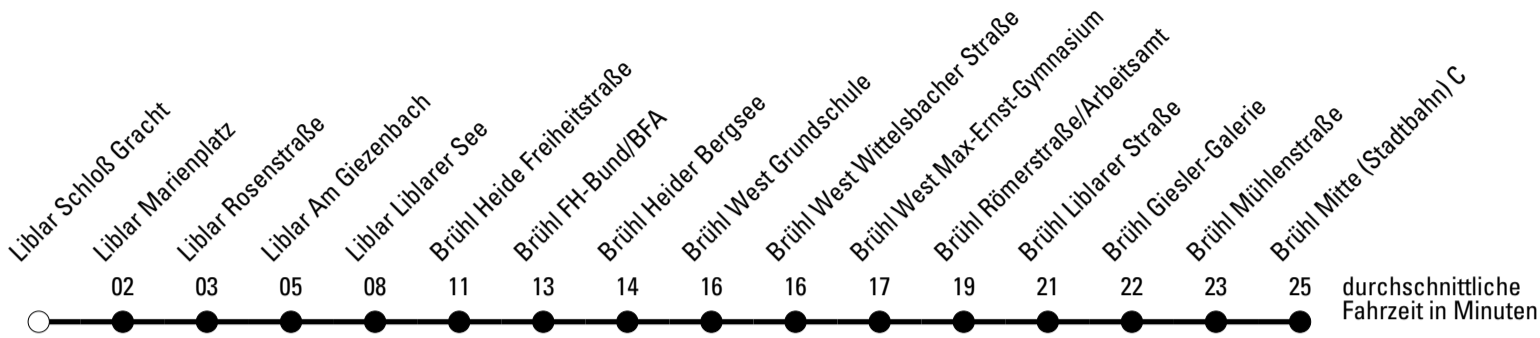 Liblar Schloß Gracht
Liblar Marienplatz
Liblar Rosenstraße
Liblar Am Giezenbach
Liblar Liblarer See
Brühl Heide Freiheitstraße
Brühl FH-Bund/BFA
Brühl Heider Bergsee
Brühl West Grundschule
Brühl West Wittelsbacher Straße
Brühl West Max-Ernst-Gymnasium
Brühl Römerstraße/Arbeitsamt
Brühl Liblarer Straße
Brühl Giesler-Galerie
Brühl Mühlenstraße
Brühl Mitte (Stadtbahn) C
02 03 05 08 11 13 14 16 16 17 19 21 22 23 25
durchschnittliche
Fahrzeit in Minuten